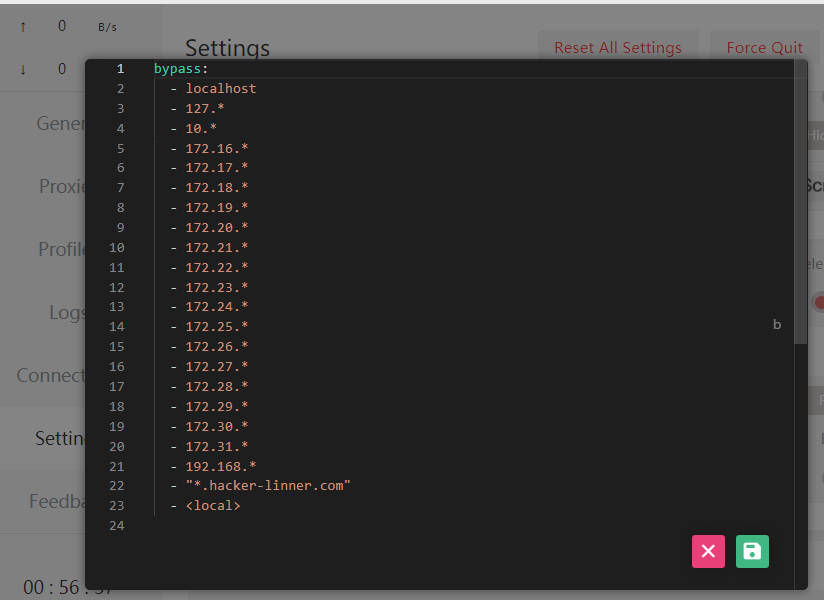 ↑ 0 B/s
↓ 0
Settings
Reset All Settings
Force Quit
Gener
Proxie
Profile
Logs
Connect
Settin
Feedba
00 : 56 : 37
1 bypass:
2 - localhost
3 - 127.*
4 - 10.*
5 - 172.16.*
6 - 172.17.*
7 - 172.18.*
8 - 172.19.*
9 - 172.20.*
10 - 172.21.*
11 - 172.22.*
12 - 172.23.*
13 - 172.24.*
14 - 172.25.*
15 - 172.26.*
16 - 172.27.*
17 - 172.28.*
18 - 172.29.*
19 - 172.30.*
20 - 172.31.*
21 - 192.168.*
22 - "*.hacker-linner.com"
23 - <local>
24
Hid
Scr
ele
b